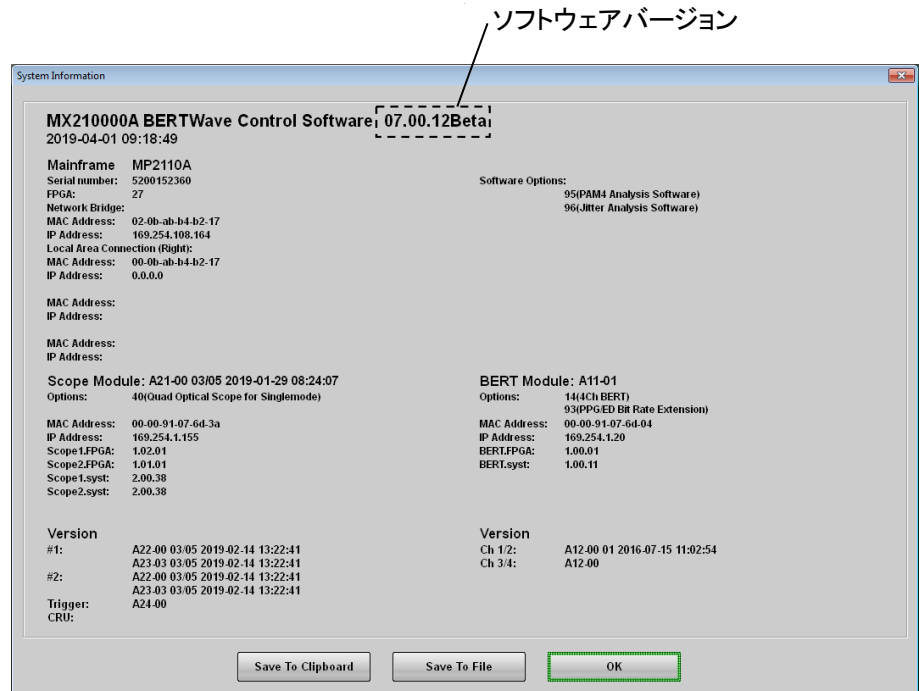 ソフトウェアバージョン
System Information
MX210000A BERTWave Control Software 07.00.12Beta
2019-04-01 09:18:49
Mainframe MP2110A
Serial number: 5200152360
FPGA: 27
Network Bridge:
MAC Address: 02-0b-ab-b4-b2-17
IP Address: 169.254.108.164
Local Area Connection (Right):
MAC Address: 00-0b-ab-b4-b2-17
IP Address: 0.0.0.0
MAC Address:
IP Address:
MAC Address:
IP Address:
Software Options:
95(PAM4 Analysis Software)
96(Jitter Analysis Software)
Scope Module: A21-00 03/05 2019-01-29 08:24:07
Options: 40(Quad Optical Scope for Singlemode)
MAC Address: 00-00-91-07-6d-3a
IP Address: 169.254.1.155
Scope1.FPGA: 1.02.01
Scope2.FPGA: 1.01.01
Scope1.syst: 2.00.38
Scope2.syst: 2.00.38
BERT Module: A11-01
Options: 14(4Ch BERT)
93(PPG/ED Bit Rate Extension)
MAC Address: 00-00-91-07-6d-04
IP Address: 169.254.1.20
BERT.FPGA: 1.00.01
BERT.syst: 1.00.11
Version
#1: A22-00 03/05 2019-02-14 13:22:41
A23-03 03/05 2019-02-14 13:22:41
#2: A22-00 03/05 2019-02-14 13:22:41
A23-03 03/05 2019-02-14 13:22:41
Trigger: A24-00
CRU:
Version
Ch 1/2: A12-00 01 2016-07-15 11:02:54
Ch 3/4: A12-00
Save To Clipboard
Save To File
OK